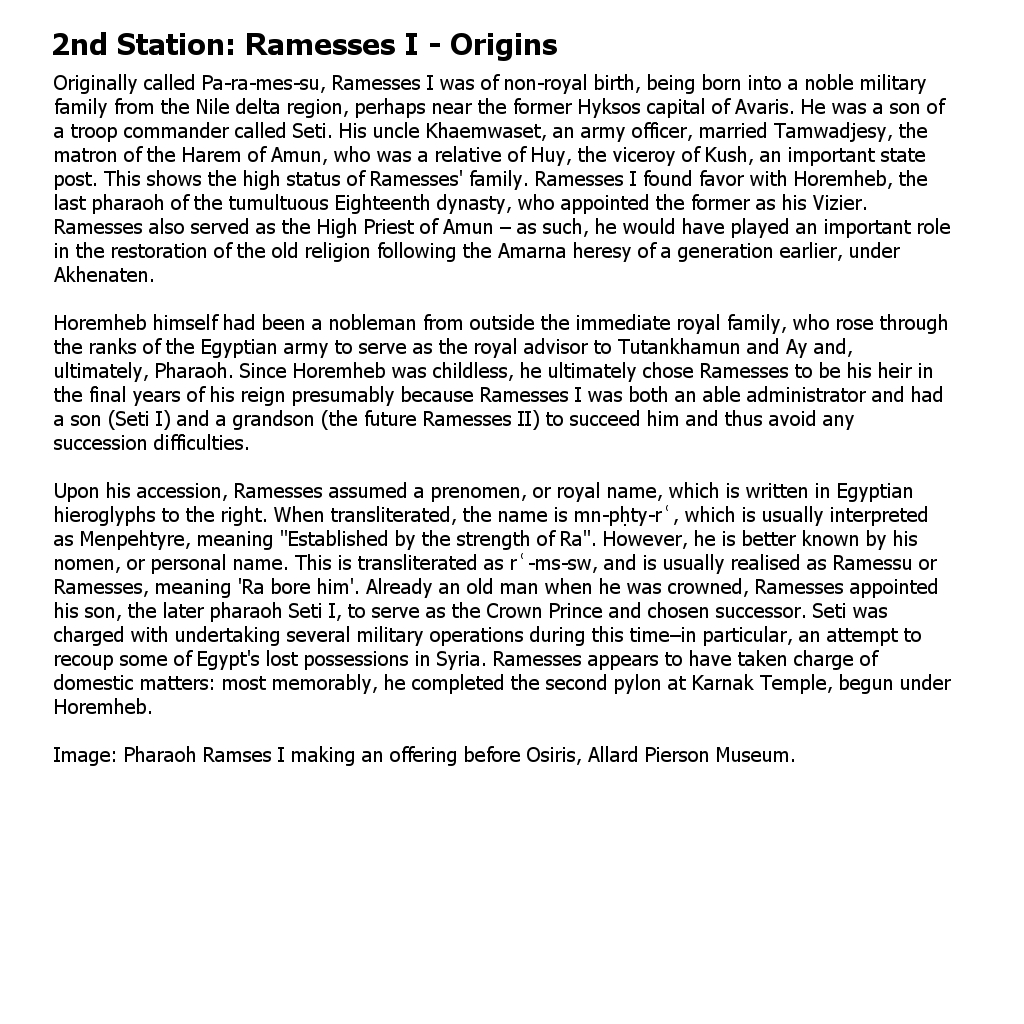 2nd Station: Ramesses I - Origins
Originally called Pa-ra-mes-su, Ramesses I was of non-royal birth, being born into a noble military
family from the Nile delta region, perhaps near the former Hyksos capital of Avaris. He was a son of
a troop commander called Seti. His uncle Khaemwaset, an army officer, married Tamwadjesy, the
matron of the Harem of Amun, who was a relative of Huy, the viceroy of Kush, an important state
post. This shows the high status of Ramesses' family. Ramesses I found favor with Horemheb, the
last pharaoh of the tumultuous Eighteenth dynasty, who appointed the former as his Vizier.
Ramesses also served as the High Priest of Amun – as such, he would have played an important role
in the restoration of the old religion following the Amarna heresy of a generation earlier, under
Akhenaten.

Horemheb himself had been a nobleman from outside the immediate royal family, who rose through
the ranks of the Egyptian army to serve as the royal advisor to Tutankhamun and Ay and,
ultimately, Pharaoh. Since Horemheb was childless, he ultimately chose Ramesses to be his heir in
the final years of his reign presumably because Ramesses I was both an able administrator and had
a son (Seti I) and a grandson (the future Ramesses II) to succeed him and thus avoid any
succession difficulties.

Upon his accession, Ramesses assumed a prenomen, or royal name, which is written in Egyptian
hieroglyphs to the right. When transliterated, the name is mn-pḥty-rʿ, which is usually interpreted
as Menpehtyre, meaning "Established by the strength of Ra". However, he is better known by his
nomen, or personal name. This is transliterated as rʿ-ms-sw, and is usually realised as Ramessu or
Ramesses, meaning 'Ra bore him'. Already an old man when he was crowned, Ramesses appointed
his son, the later pharaoh Seti I, to serve as the Crown Prince and chosen successor. Seti was
charged with undertaking several military operations during this time–in particular, an attempt to
recoup some of Egypt's lost possessions in Syria. Ramesses appears to have taken charge of
domestic matters: most memorably, he completed the second pylon at Karnak Temple, begun under
Horemheb.

Image: Pharaoh Ramses I making an offering before Osiris, Allard Pierson Museum.